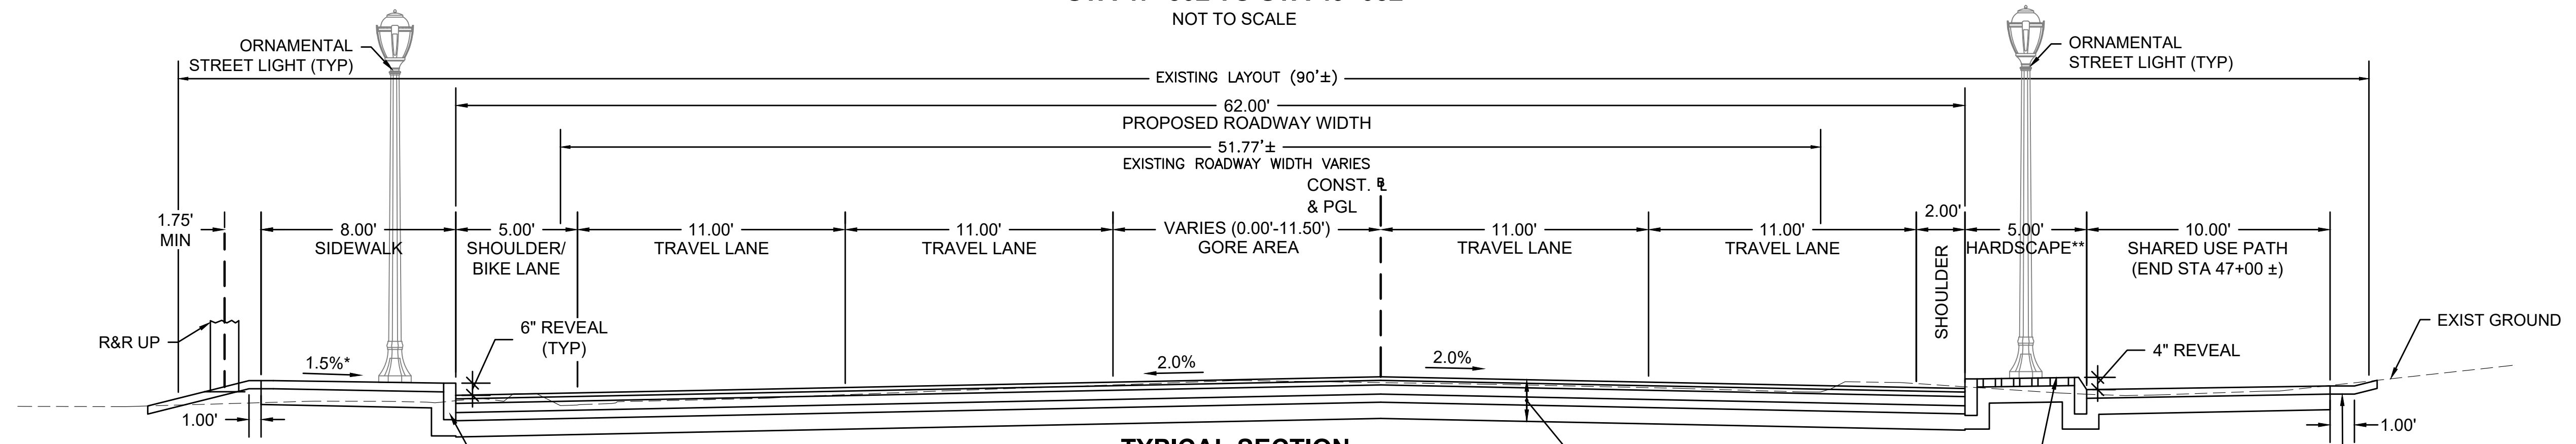 NOT TO SCALE
ORNAMENTAL
STREET LIGHT (TYP)
ORNAMENTAL
STREET LIGHT (TYP)
EXISTING LAYOUT (90'±)
62.00'
PROPOSED ROADWAY WIDTH
51.77'±
EXISTING ROADWAY WIDTH VARIES
CONST. BL
& PGL
1.75'
MIN
8.00'
SIDEWALK
5.00'
SHOULDER/
BIKE LANE
11.00'
TRAVEL LANE
11.00'
TRAVEL LANE
VARIES (0.00'-11.50')
GORE AREA
11.00'
TRAVEL LANE
11.00'
TRAVEL LANE
2.00'
SHOULDER
5.00'
HARDSCAPE**
10.00'
SHARED USE PATH
(END STA 47+00 ±)
R&R UP
1.5%*
6" REVEAL
(TYP)
2.0%
2.0%
4" REVEAL
EXIST GROUND
1.00'
1.00'
TYPICAL SECTION